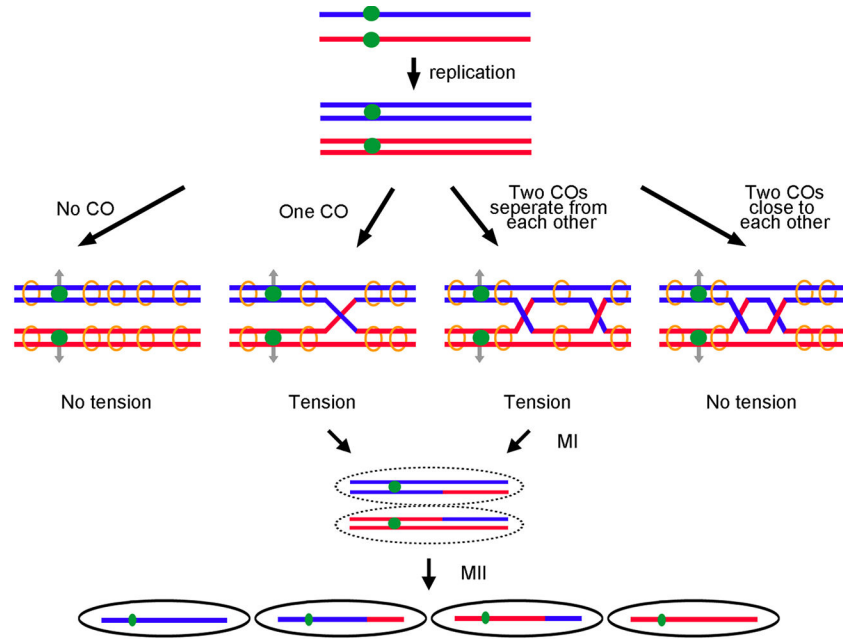 replication
No CO
One CO
Two COs
seperate from
each other
Two COs
close to
each other
No tension
Tension
Tension
No tension
MI
MII